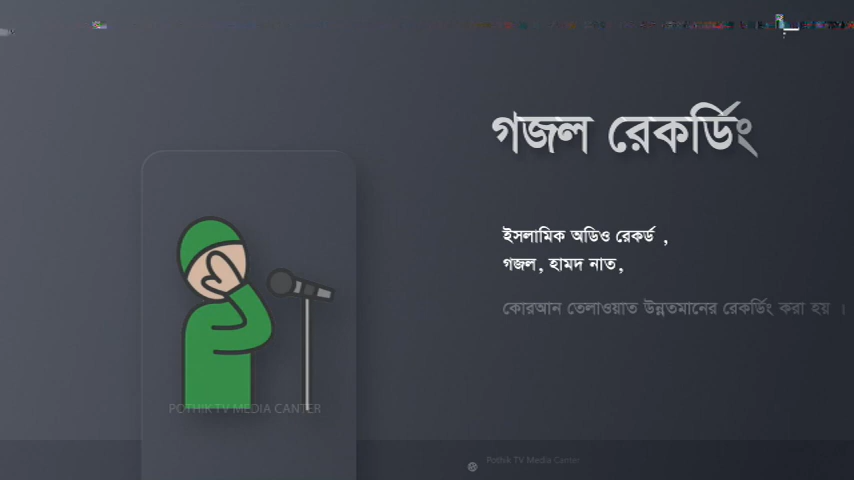 গজল রেকর্ডিং
ইসলামিক অডিও রেকর্ড ,
গজল, হামদ নাত,
কোরআন তেলাওয়াত উন্নতমানের রেকর্ডিং করা হয় ।
POTHIK TV MEDIA CANTER
Pothik TV Media Canter